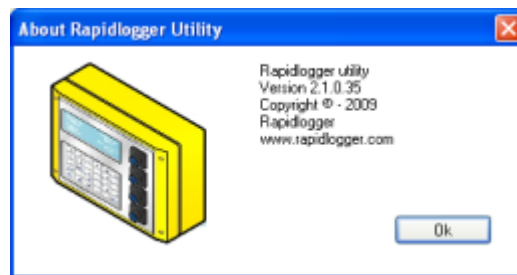 About Rapidlogger Utility
Rapidlogger utility
Version 2.1.0.35
Copyright © - 2009
Rapidlogger
www.rapidlogger.com
Ok